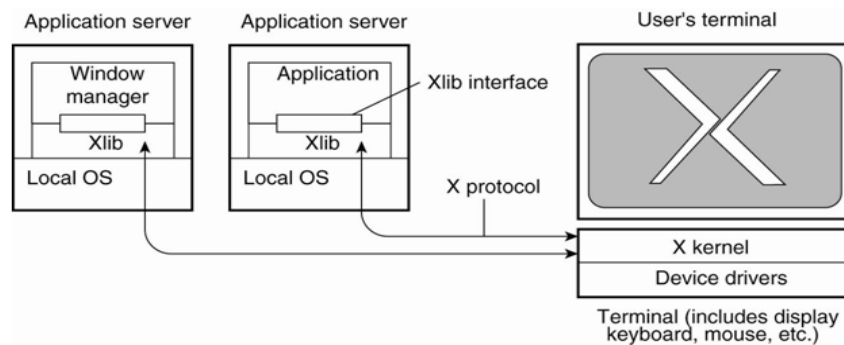 Application server
Application server
User's terminal
Window
manager
Xlib
Local OS
Application
Xlib
Local OS
Xlib interface
X protocol
X kernel
Device drivers
Terminal (includes display
keyboard, mouse, etc.)